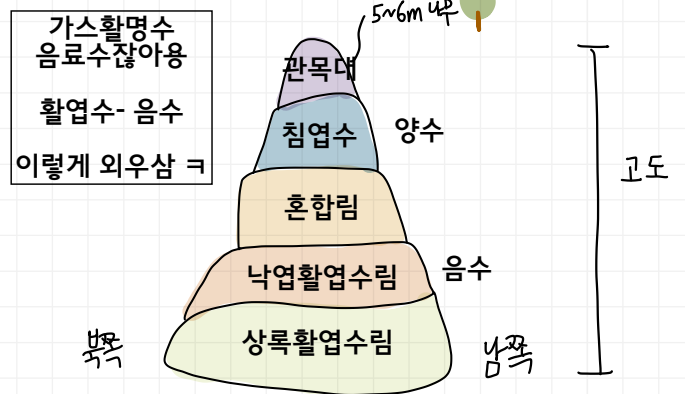 가스활명수
음료수잖아용
활엽수- 음수
이렇게 외우삼 ㅋ
5~6m 나무
관목대
침엽수
양수
혼합림
낙엽활엽수림
음수
상록활엽수림
북쪽
남쪽
고도